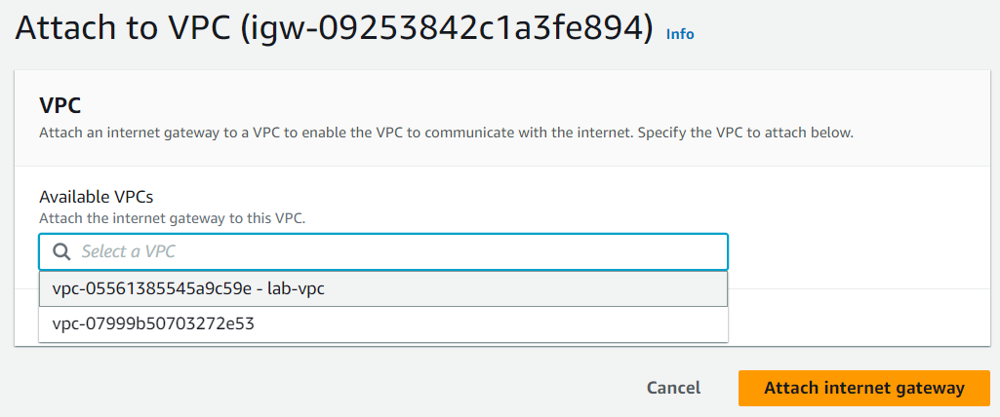 Attach to VPC (igw-09253842c1a3fe894) Info
VPC
Attach an internet gateway to a VPC to enable the VPC to communicate with the internet. Specify the VPC to attach below.
Available VPCs
Attach the internet gateway to this VPC.
Select a VPC
vpc-05561385545a9c59e - lab-vpc
vpc-07999b50703272e53
Cancel Attach internet gateway